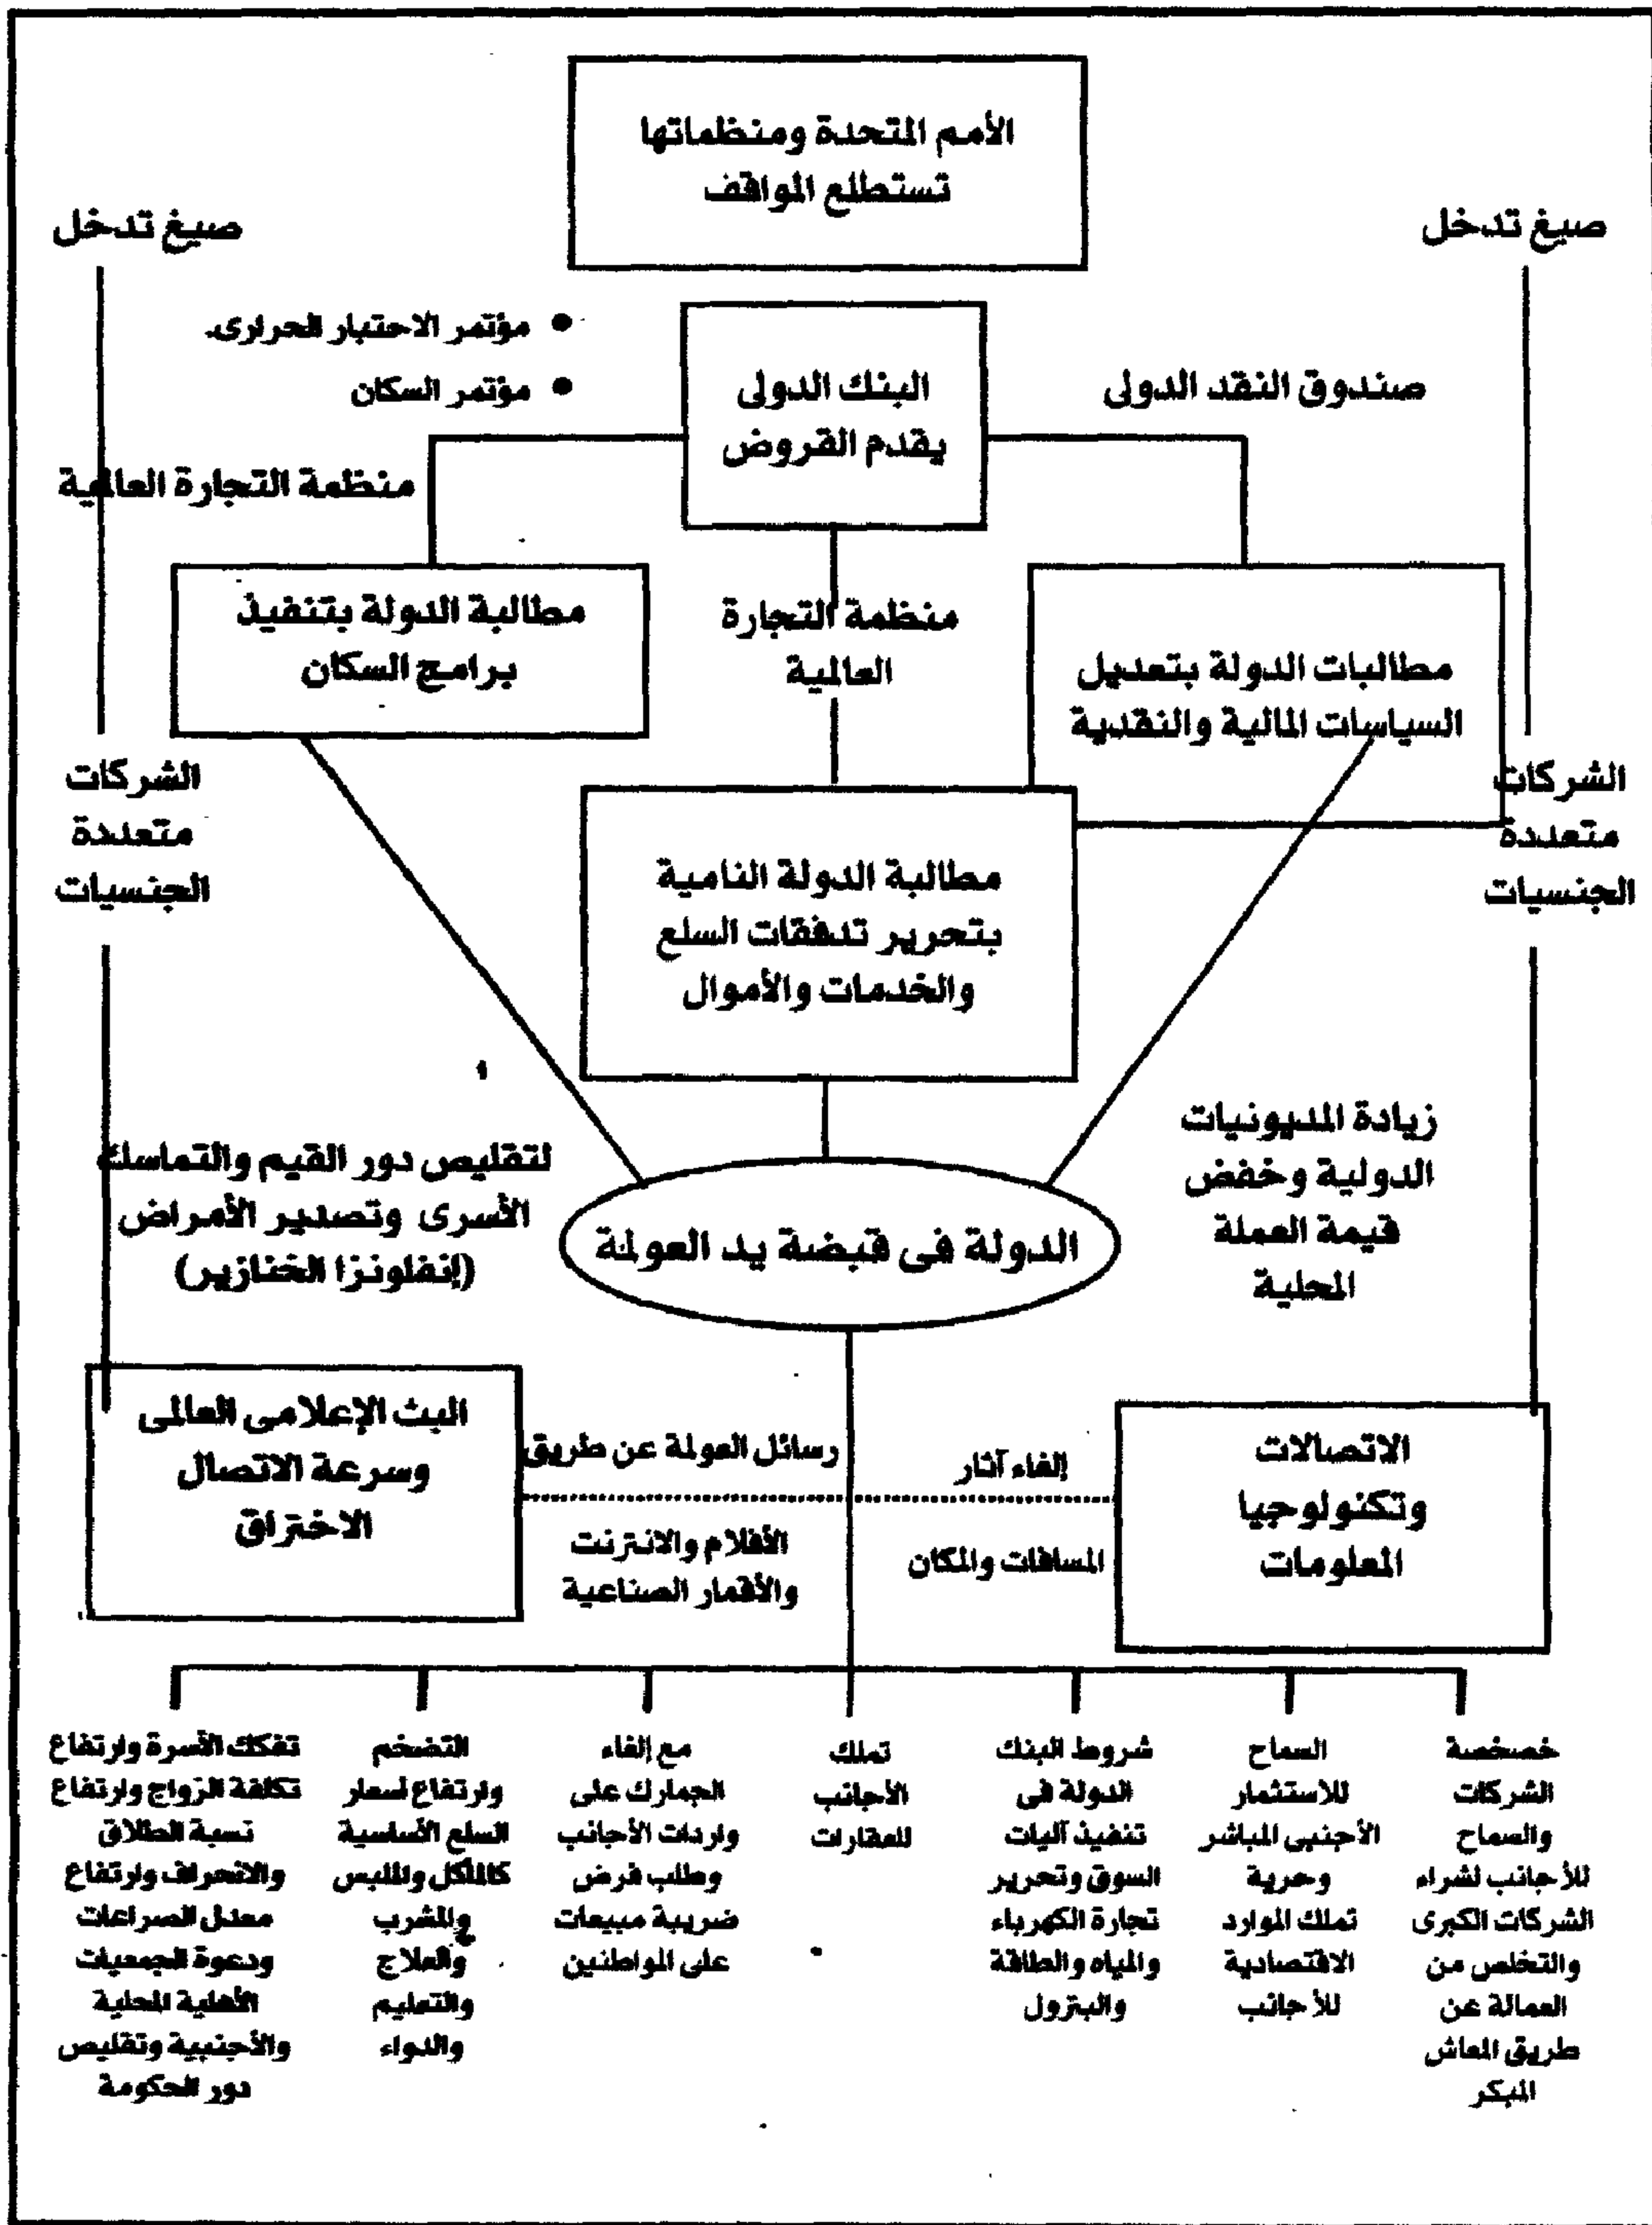 الأمم المتحدة ومنظماتها
تستطلع المواقف
صيغ تدخل
صيغ تدخل
• مؤتمر الاحتبار الحرارى.
• مؤتمر السكان
البنك الدولى
يقدم القروض
صندوق النقد الدولى
منظمة التجارة العالمية
مطالبات الدولة بتعديل
السياسات المالية والنقدية
منظمة التجارة
العالمية
مطالبة الدولة بتنفيذ
برامج السكان
الشركات
متعددة
الجنسيات
مطالبة الدولة النامية
بتحرير تدفقات السلع
والخدمات والأموال
الشركات
متعددة
الجنسيات
زيادة المديونيات
الدولية وخفض
قيمة العملة
المحلية
الدولة فى قبضة يد العولمة
لتقليص دور القيم والتماسك
الأسرى وتصدير الأمراض
(إنفلونزا الخنازير)
الاتصالات
وتكنولوجيا
المعلومات
إلغاء آثار
المسافات والمكان
رسائل العولمة عن طريق
الأفلام والانترنت
والأقمار الصناعية
البث الإعلامى العالمى
وسرعة الاتصال
الاختراق
خصخصة
الشركات
والسماح
للأجانب لشراء
الشركات الكبرى
والتخلص من
العمالة عن
طريق المعاش
المبكر
السماح
للاستثمار
الأجنبى المباشر
وحرية
تملك الموارد
الاقتصادية
للأجانب
شروط البنك
الدولة فى
تنفيذ آليات
السوق وتحرير
تجارة الكهرباء
والمياه والطاقة
والبترول
تملك
الأجانب
للعقارات
مع إلغاء
الجمارك على
واردات الأجانب
وطلب فرض
ضريبة مبيعات
على المواطنين
التضخم
وارتفاع أسعار
السلع الأساسية
كالمأكل والملبس
والمشرب
والعلاج
والتعليم
والدواء
تفكك الأسرة وارتفاع
تكلفة الزواج وارتفاع
نسبة الطلاق
والانحراف وارتفاع
معدل الصراعات
ودعوة الجمعيات
الأهلية المحلية
والأجنبية وتقليص
دور الحكومة